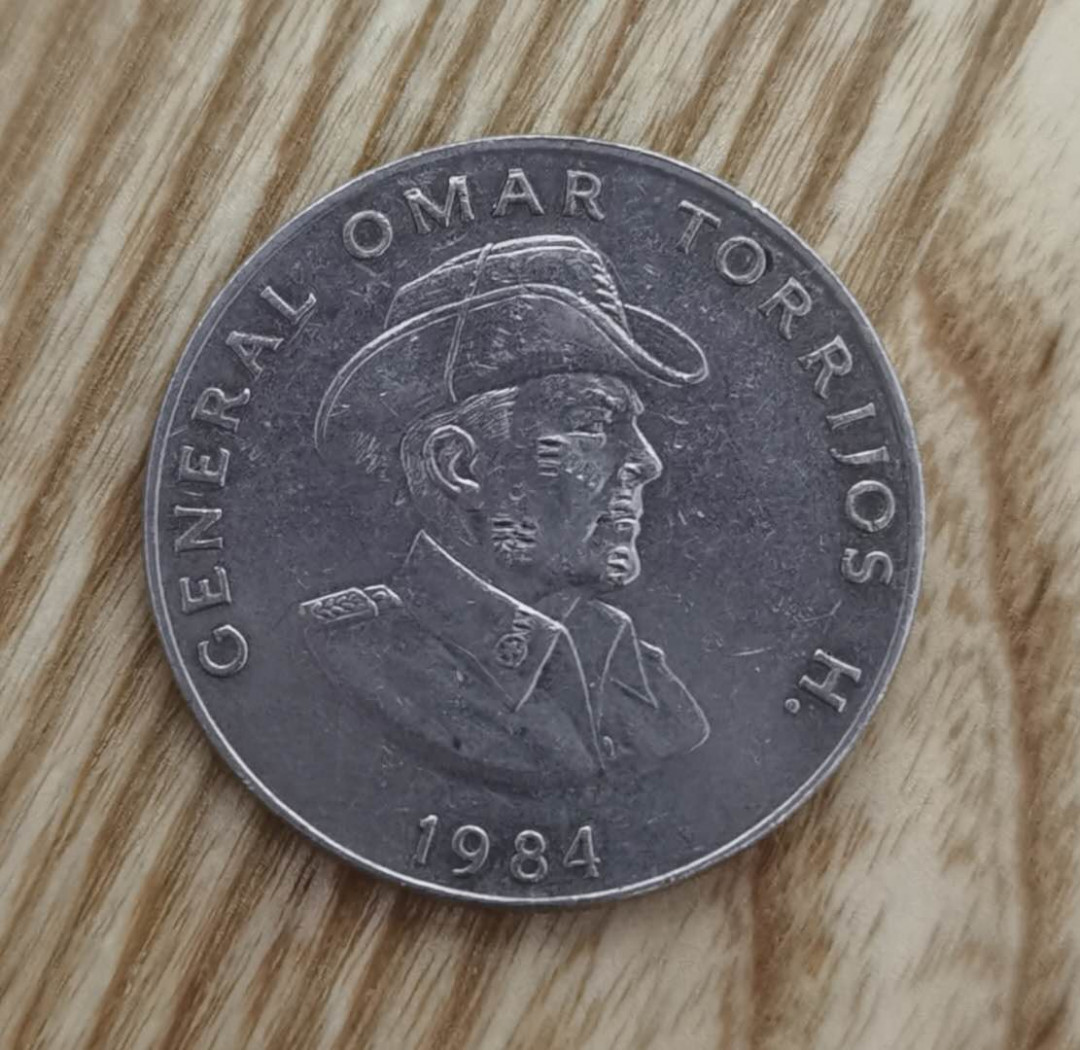 GENERAL OMAR TORRIJOS H.
1984